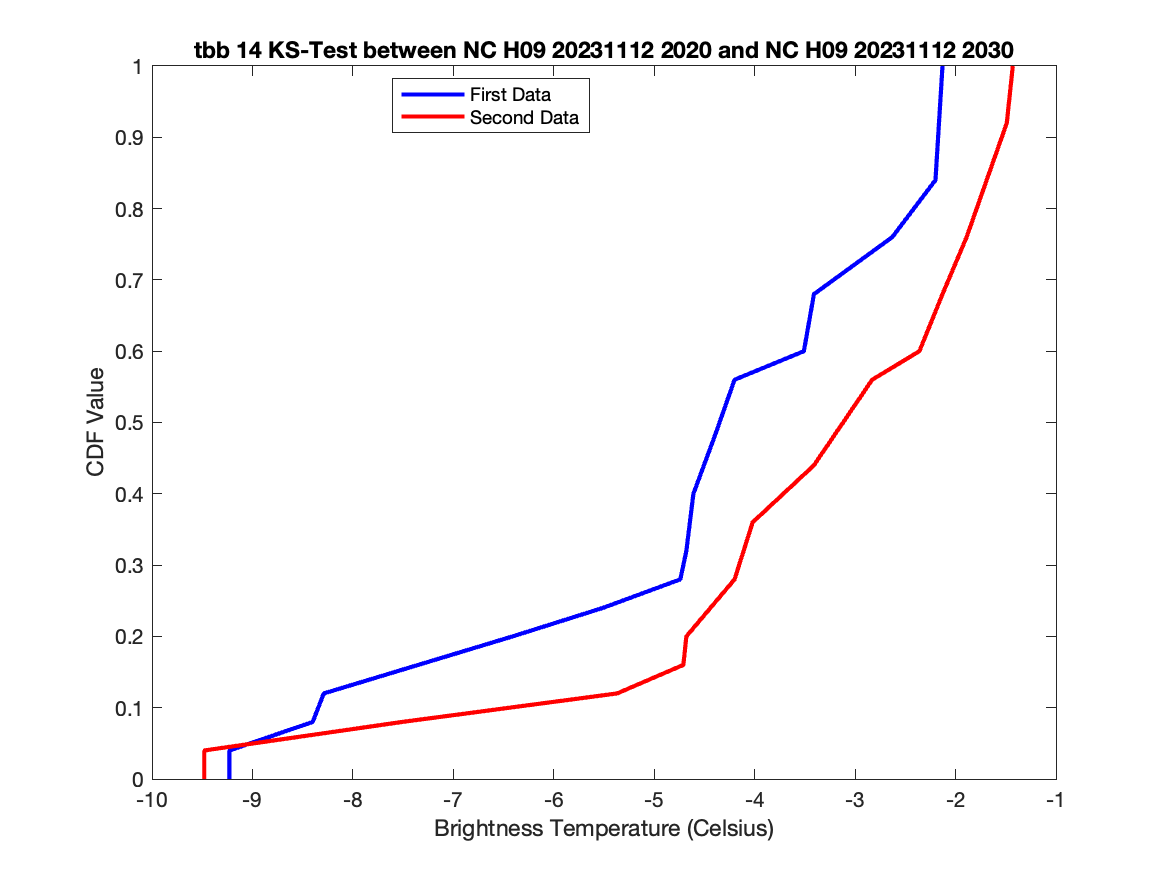 tbb 14 KS-Test between NC H09 20231112 2020 and NC H09 20231112 2030
First Data
Second Data
1
0.9
0.8
0.7
0.6
0.5
0.4
0.3
0.2
0.1
0
CDF Value
-10 -9 -8 -7 -6 -5 -4 -3 -2 -1
Brightness Temperature (Celsius)